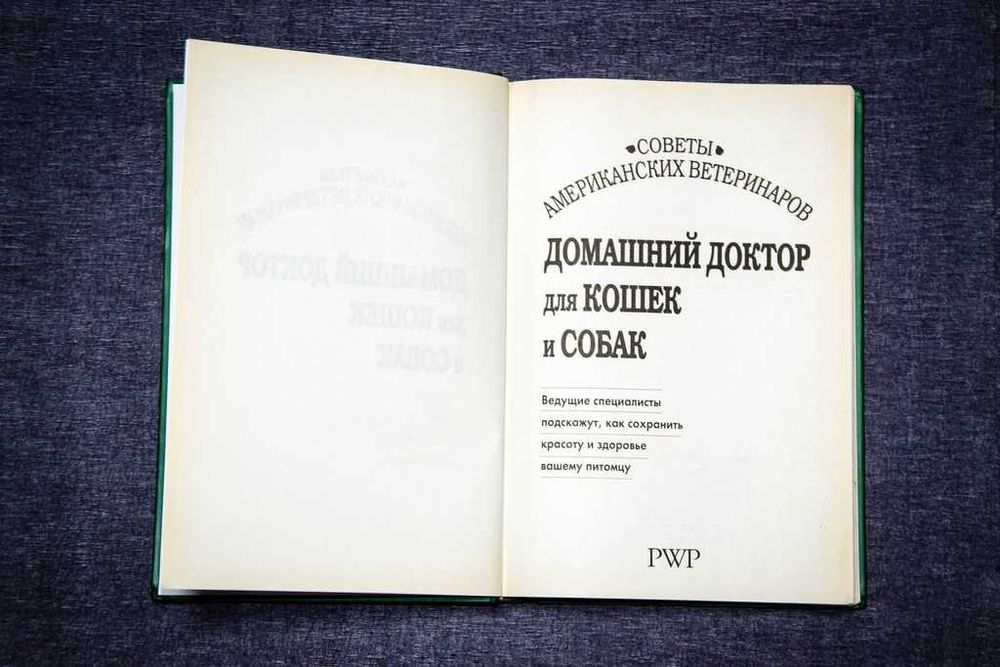 СОВЕТЫ
АМЕРИКАНСКИХ ВЕТЕРИНАРОВ
ДОМАШНИЙ ДОКТОР
для КОШЕК
и СОБАК
Ведущие специалисты
подскажут, как сохранить
красоту и здоровье
вашему питомцу
PWP